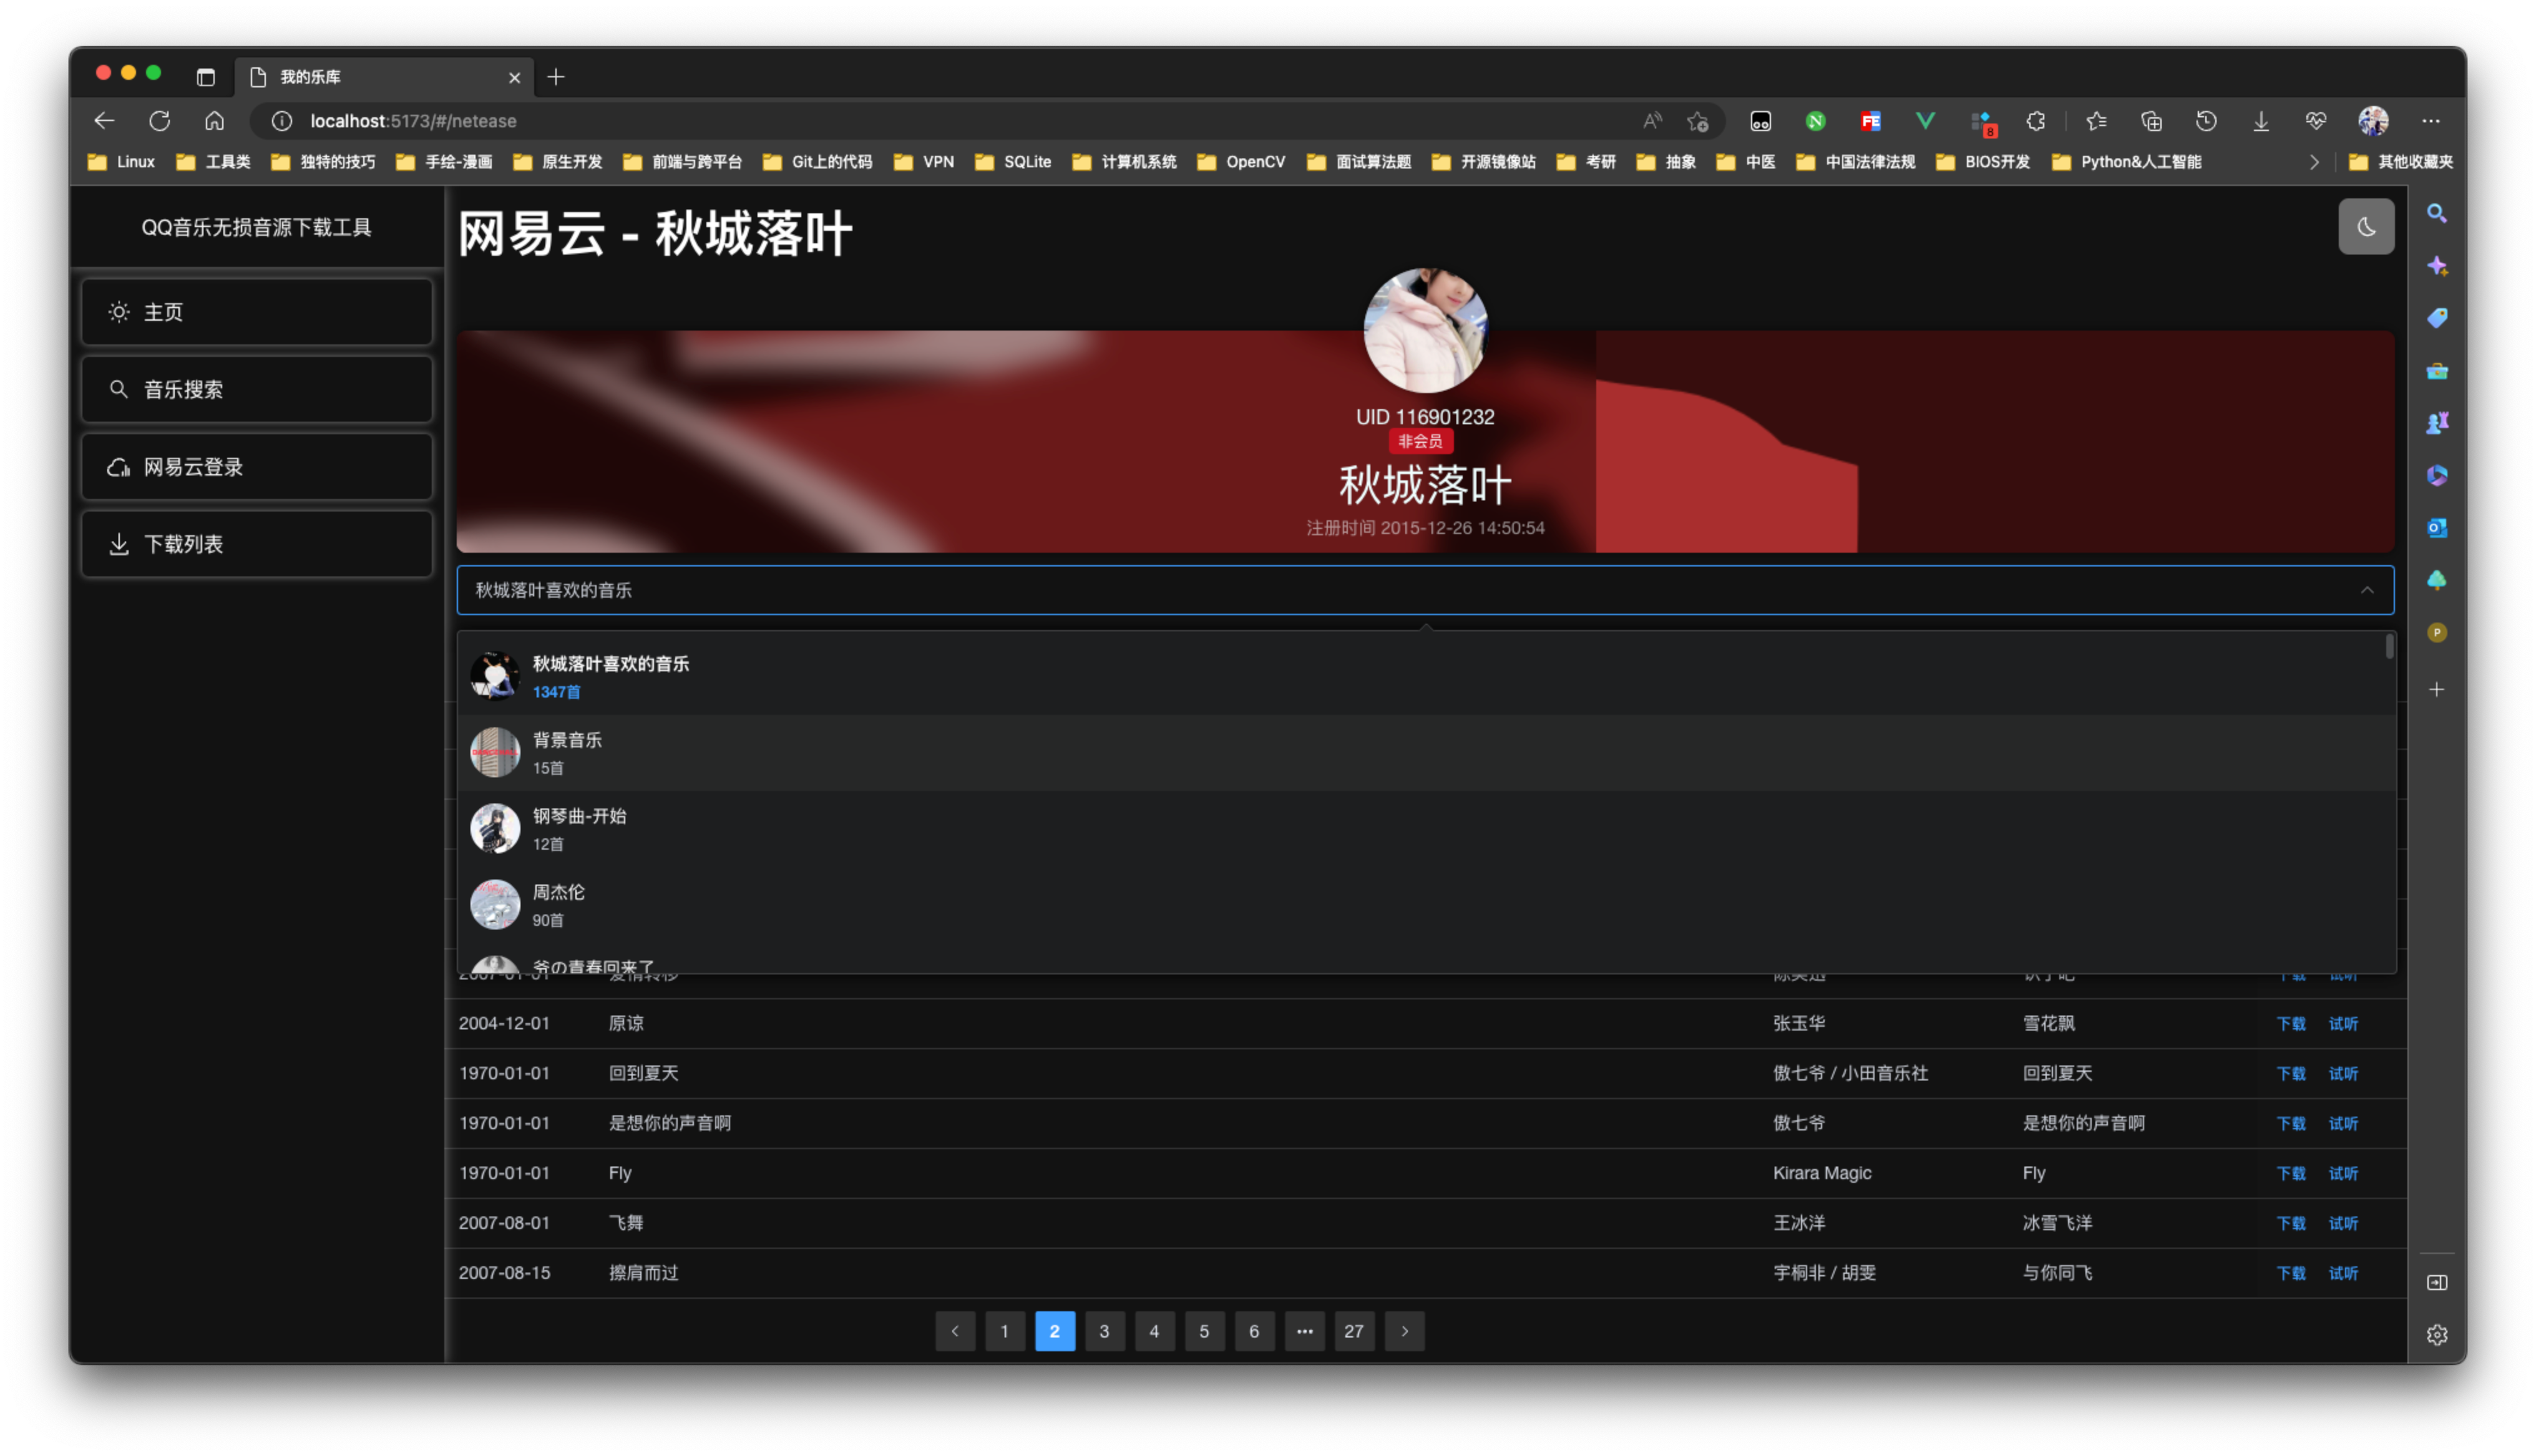 我的乐库
localhost:5173/#/netease
Linux 工具类 独特的技巧 手绘-漫画 原生开发 前端与跨平台 Git上的代码 VPN SQLite 计算机系统 OpenCV 面试算法题 开源镜像站 考研 抽象 中医 中国法律法规 BIOS开发 Python&人工智能 其他收藏夹
QQ音乐无损音源下载工具
主页
音乐搜索
网易云登录
下载列表
网易云 - 秋城落叶
UID 116901232
非会员
秋城落叶
注册时间 2015-12-26 14:50:54
秋城落叶喜欢的音乐
秋城落叶喜欢的音乐
1347首
背景音乐
15首
钢琴曲-开始
12首
周杰伦
90首
爷の青春回来了
2004-12-01 原谅 张玉华 雪花飘 下载 试听
1970-01-01 回到夏天 傲七爷 / 小田音乐社 回到夏天 下载 试听
1970-01-01 是想你的声音啊 傲七爷 是想你的声音啊 下载 试听
1970-01-01 Fly Kirara Magic Fly 下载 试听
2007-08-01 飞舞 王冰洋 冰雪飞洋 下载 试听
2007-08-15 擦肩而过 宇桐非 / 胡雯 与你同飞 下载 试听
1 2 3 4 5 6 ••• 27